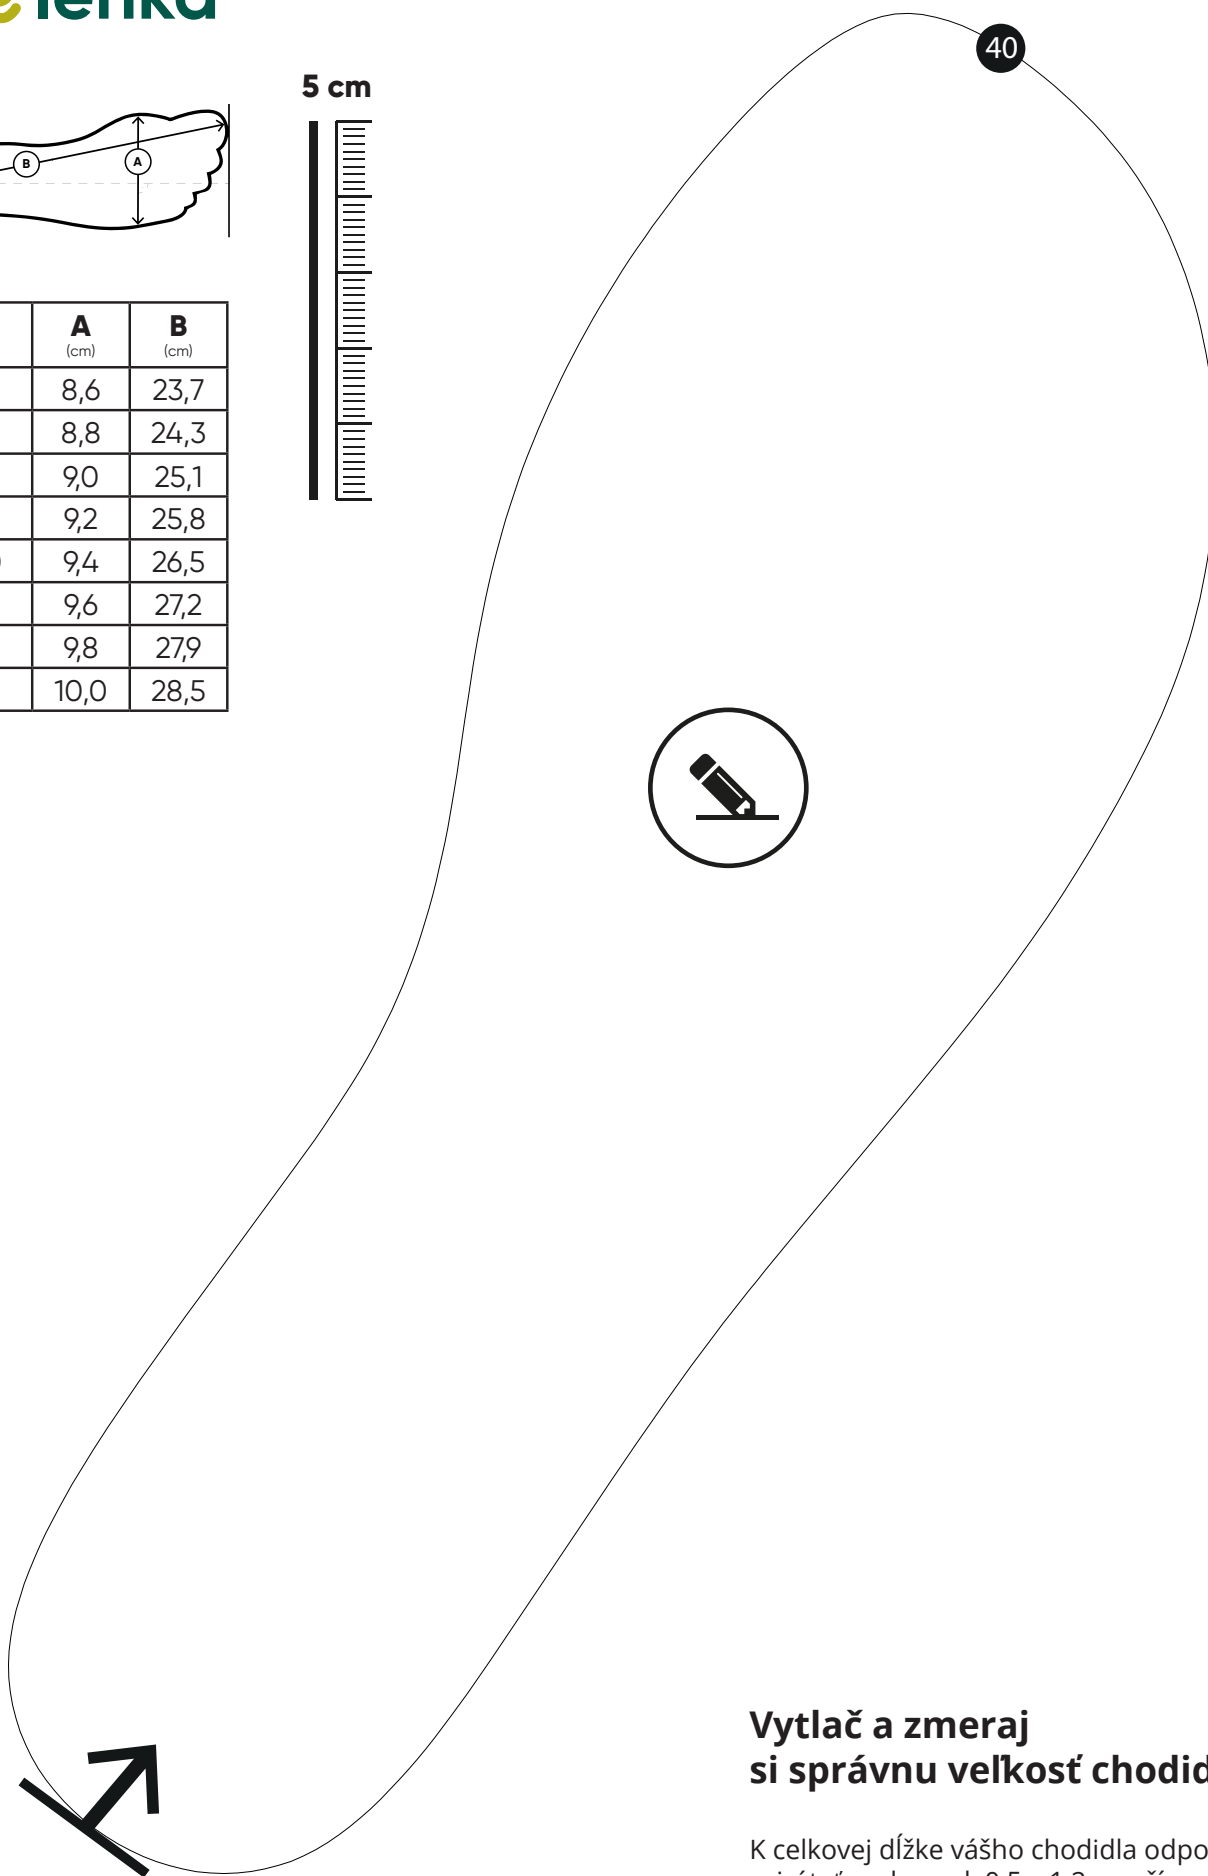 lenka
40
5 cm
B
A
A B
(cm) (cm)
8,6 23,7
8,8 24,3
9,0 25,1
9,2 25,8
9,4 26,5
9,6 27,2
9,8 27,9
10,0 28,5
Vytlač a zmeraj
si správnu veľkosť chodid
K celkovej dĺžke vášho chodidla odpo